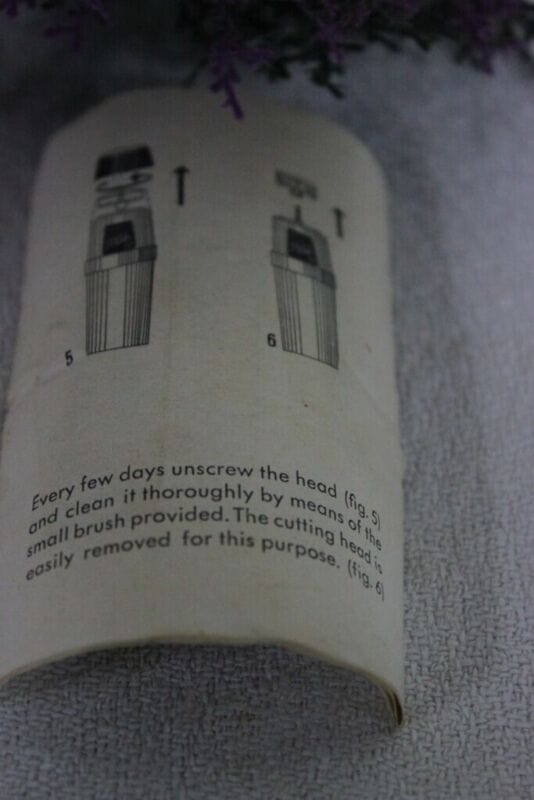 5
6
Every few days unscrew the head (fig. 5)
and clean it thoroughly by means of the
small brush provided. The cutting head is
easily removed for this purpose. (fig. 6)